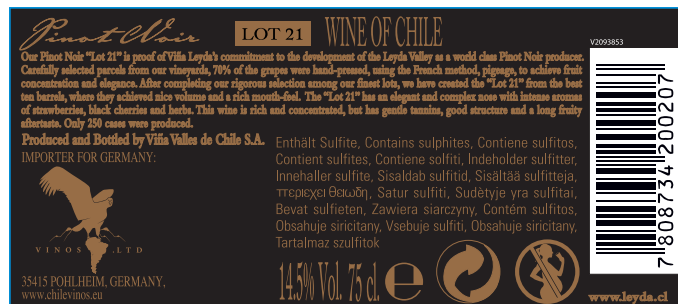 Pinot Noir LOT 21 WINE OF CHILE
Our Pinot Noir “Lot 21” is proof of Viña Leyda's commitment to the development of the Leyda Valley as a world class Pinot Noir producer.
Carefully selected parcels from our vineyards, 70% of the grapes were hand-pressed, using the French method, pigeage, to achieve fruit
concentration and elegance. After completing our rigorous selection among our finest lots, we have created the “Lot 21” from the best
ten barrels, where they achieved nice volume and a rich mouth-feel. The “Lot 21” has an elegant and complex nose with intense aromas
of strawberries, black cherries and herbs. This wine is rich and concentrated, but has gentle tannins, good structure and a long fruity
aftertaste. Only 250 cases were produced.
Produced and Bottled by Viña Valles de Chile S.A.
IMPORTER FOR GERMANY:
VINOS LTD
35415 POHLHEIM, GERMANY,
www.chilevinos.eu
Enthält Sulfite, Contains sulphites, Contiene sulfitos,
Contient sulfites, Contiene solfiti, Indeholder sulfitter,
Innehaller sulfite, Sisaldab sulfitid, Sisältää sulfitteja,
περιεχει θειωδη, Satur sulfiti, Sudėtyje yra sulfitai,
Bevat sulfieten, Zawiera siarczyny, Contém sulfitos,
Obsahuje siricitany, Vsebuje sulfiti, Obsahuje siricitany,
Tartalmaz szulfitok
14.5% Vol. 75 cl. e
V2093853
7 808734 200207
www.leyda.cl